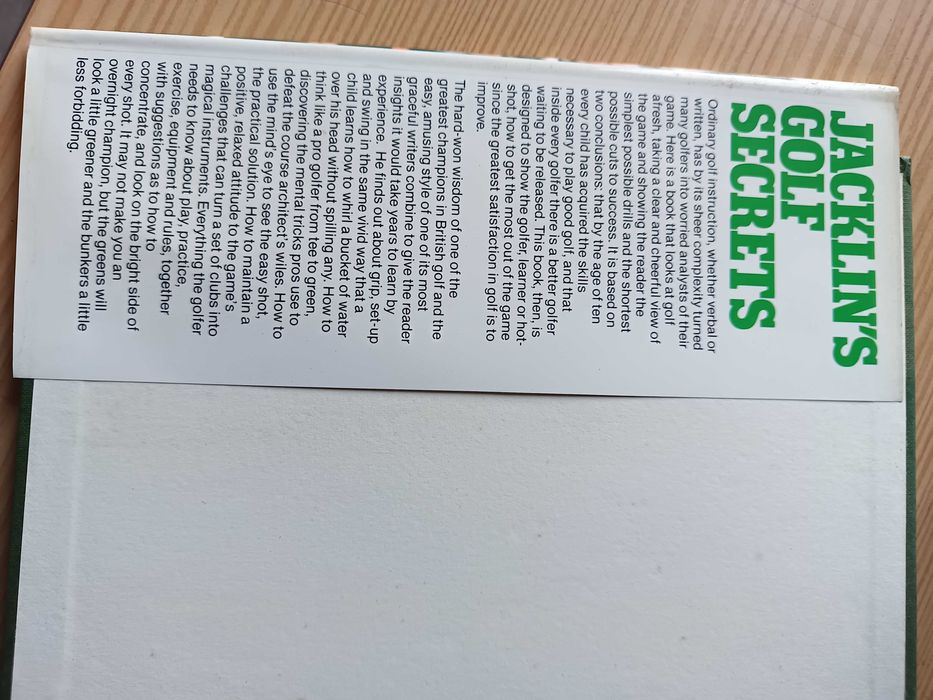 JACKLIN'S
GOLF
SECRETS
Ordinary golf instruction, whether verbal or
written, has by its sheer complexity turned
many golfers into worried analysts of their
game. Here is a book that looks at golf
afresh, taking a clear and cheerful view of
the game and showing the reader the
simplest possible drills and the shortest
possible cuts to success. It is based on
two conclusions: that by the age of ten
every child has acquired the skills
necessary to play good golf, and that
inside every golfer there is a better golfer
waiting to be released. This book, then, is
designed to show the golfer, learner or hot-
shot, how to get the most out of the game
since the greatest satisfaction in golf is to
improve.
The hard-won wisdom of one of the
greatest champions in British golf and the
easy, amusing style of one of its most
graceful writers combine to give the reader
insights it would take years to learn by
experience. He finds out about grip, set-up
and swing in the same vivid way that a
child learns how to whirl a bucket of water
over his head without spilling any. How to
think like a pro golfer from tee to green,
discovering the mental tricks pros use to
defeat the course architect's wiles. How to
use the mind's eye to see the easy shot,
the practical solution. How to maintain a
positive, relaxed attitude to the game's
challenges that can turn a set of clubs into
magical instruments. Everything the golfer
needs to know about play, practice,
exercise, equipment and rules, together
with suggestions as to how to
concentrate, and look on the bright side of
every shot. It may not make you an
overnight champion, but the greens will
look a little greener and the bunkers a little
less forbidding.